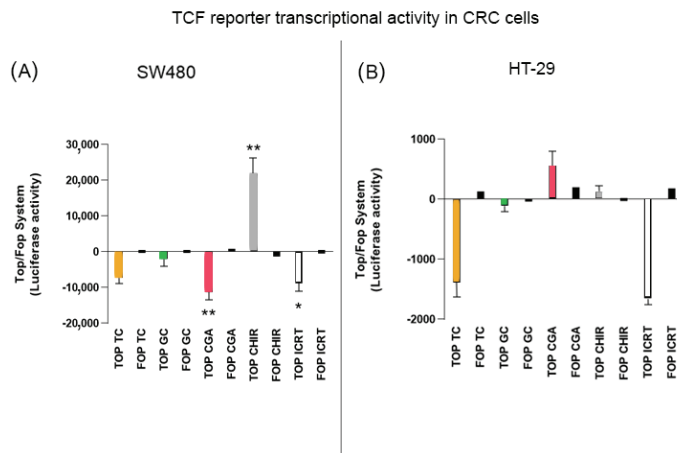 TCF reporter transcriptional activity in CRC cells
(A)
SW480
Top/Fop System
(Luciferase activity)
30,000
20,000
10,000
0
-10,000
-20,000
**
**
*
TOP TC
FOP TC
TOP GC
FOP GC
TOP CGA
FOP CGA
TOP CHIR
FOP CHIR
TOP ICRT
FOP ICRT
(B)
HT-29
Top/Fop System
(Luciferase activity)
1000
0
-1000
-2000
TOP TC
FOP TC
TOP GC
FOP GC
TOP CGA
FOP CGA
TOP CHIR
FOP CHIR
TOP ICRT
FOP ICRT